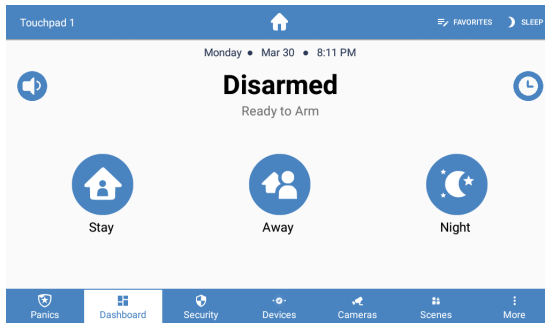 Touchpad 1
FAVORITES
SLEEP
Monday ● Mar 30 ● 8:11 PM
Disarmed
Ready to Arm
Stay
Away
Night
Panics
Dashboard
Security
Devices
Cameras
Scenes
More